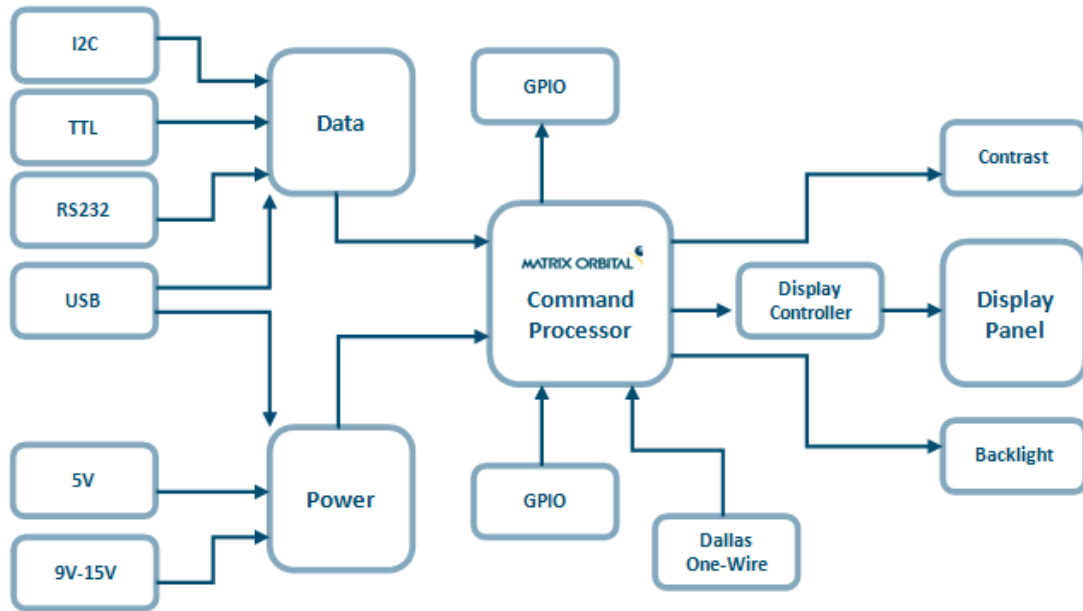 I2C
TTL
RS232
USB
5V
9V-15V
Data
Power
GPIO
MATRIX ORBITAL
Command
Processor
GPIO
Dallas
One-Wire
Contrast
Display
Controller
Display
Panel
Backlight